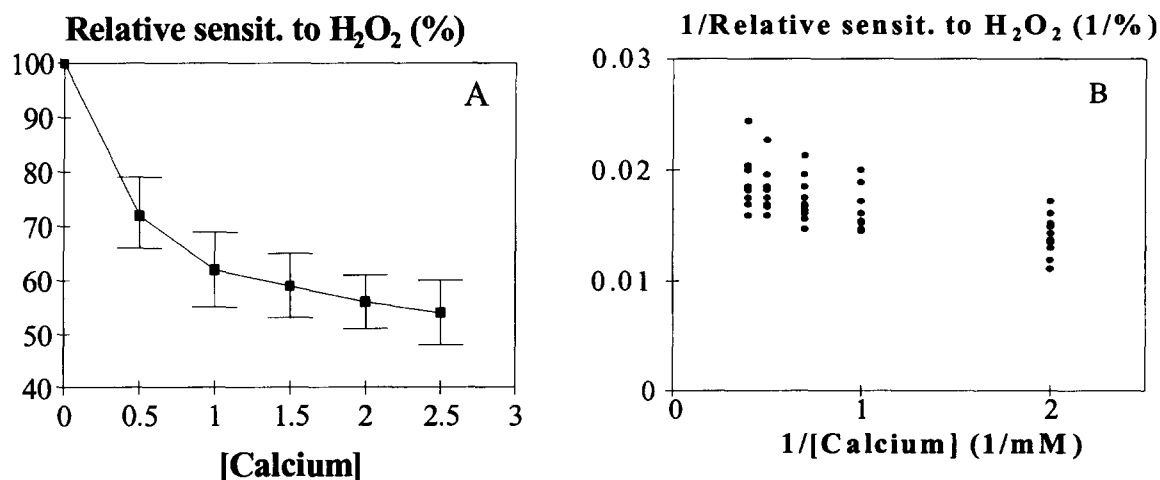 Relative sensit. to H₂O₂ (%)
100
90
80
70
60
50
40
0 0.5 1 1.5 2 2.5 3
[Calcium]
A
1/Relative sensit. to H₂O₂ (1/%)
0.03
0.02
0.01
0
0 1 2
1/[Calcium] (1/mM)
B